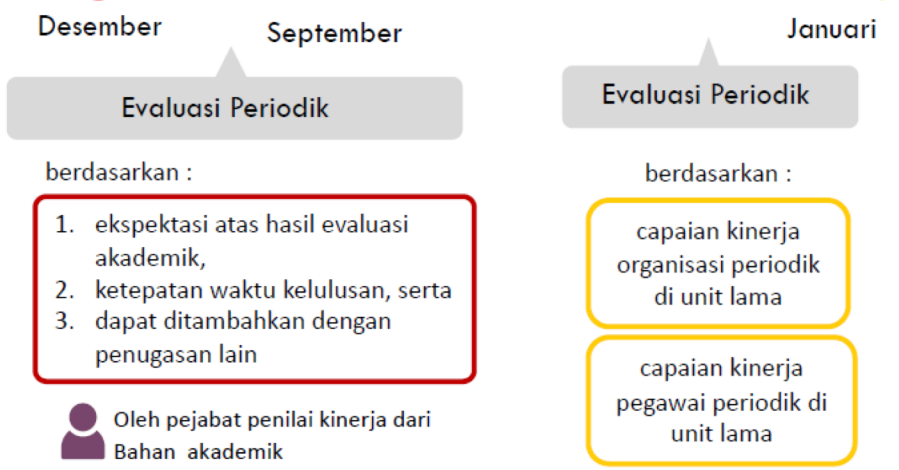 Desember
September
Evaluasi Periodik
berdasarkan :
1. ekspektasi atas hasil evaluasi
akademik,
2. ketepatan waktu kelulusan, serta
3. dapat ditambahkan dengan
penugasan lain
Oleh pejabat penilai kinerja dari
Bahan akademik
Januari
Evaluasi Periodik
berdasarkan :
capaian kinerja
organisasi periodik
di unit lama
capaian kinerja
pegawai periodik di
unit lama